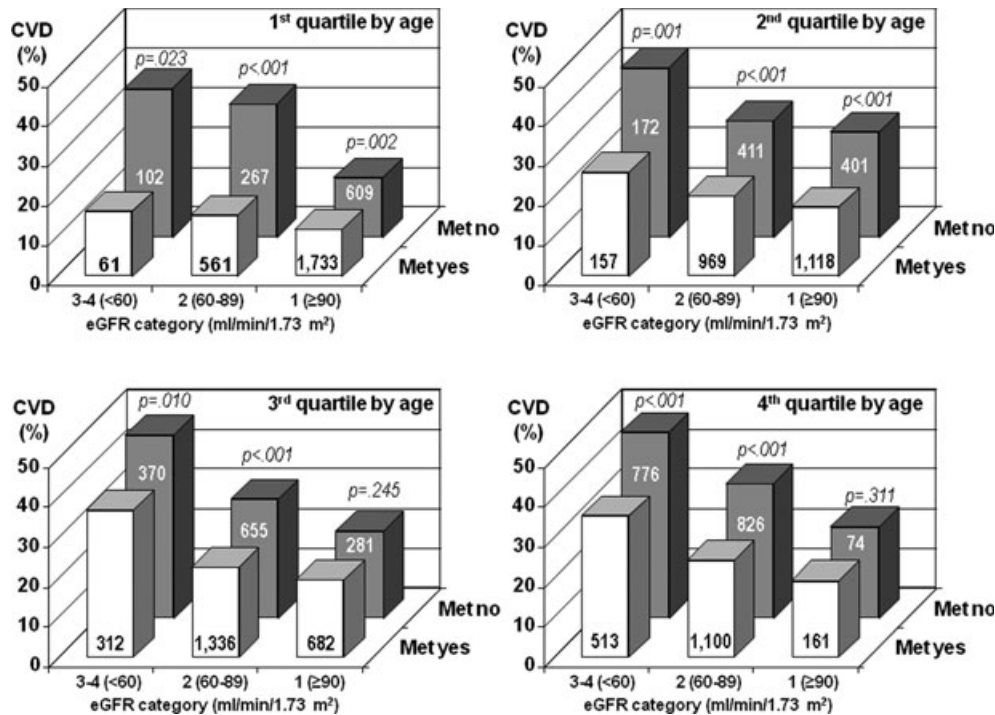 CVD
(%)
1st quartile by age
p=.023
p<.001
p=.002
50
40
30
20
10
0
102
267
609
61
561
1,733
Met no
Met yes
3-4 (<60)
2 (60-89)
1 (≥90)
eGFR category (ml/min/1.73 m²)
CVD
(%)
2nd quartile by age
p=.001
p<.001
p<.001
50
40
30
20
10
0
172
411
401
157
969
1,118
Met no
Met yes
3-4 (<60)
2 (60-89)
1 (≥90)
eGFR category (ml/min/1.73 m²)
CVD
(%)
3rd quartile by age
p=.010
p<.001
p=.245
50
40
30
20
10
0
370
655
281
312
1,336
682
Met no
Met yes
3-4 (<60)
2 (60-89)
1 (≥90)
eGFR category (ml/min/1.73 m²)
CVD
(%)
4th quartile by age
p<.001
p<.001
p=.311
50
40
30
20
10
0
776
826
74
513
1,100
161
Met no
Met yes
3-4 (<60)
2 (60-89)
1 (≥90)
eGFR category (ml/min/1.73 m²)